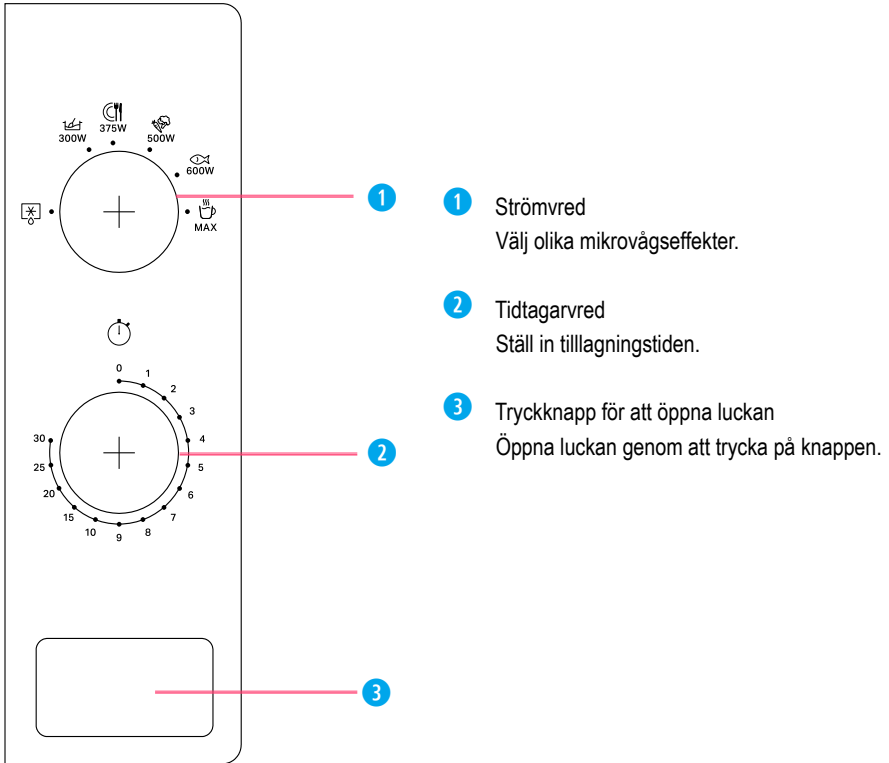 375W
300W
500W
600W
MAX
0
1
2
3
4
5
6
7
8
9
10
15
20
25
30
1
2
3
1 Strömvred
Välj olika mikrovågseffekter.
2 Tidtagarvred
Ställ in tilllagningstiden.
3 Tryckknapp för att öppna luckan
Öppna luckan genom att trycka på knappen.